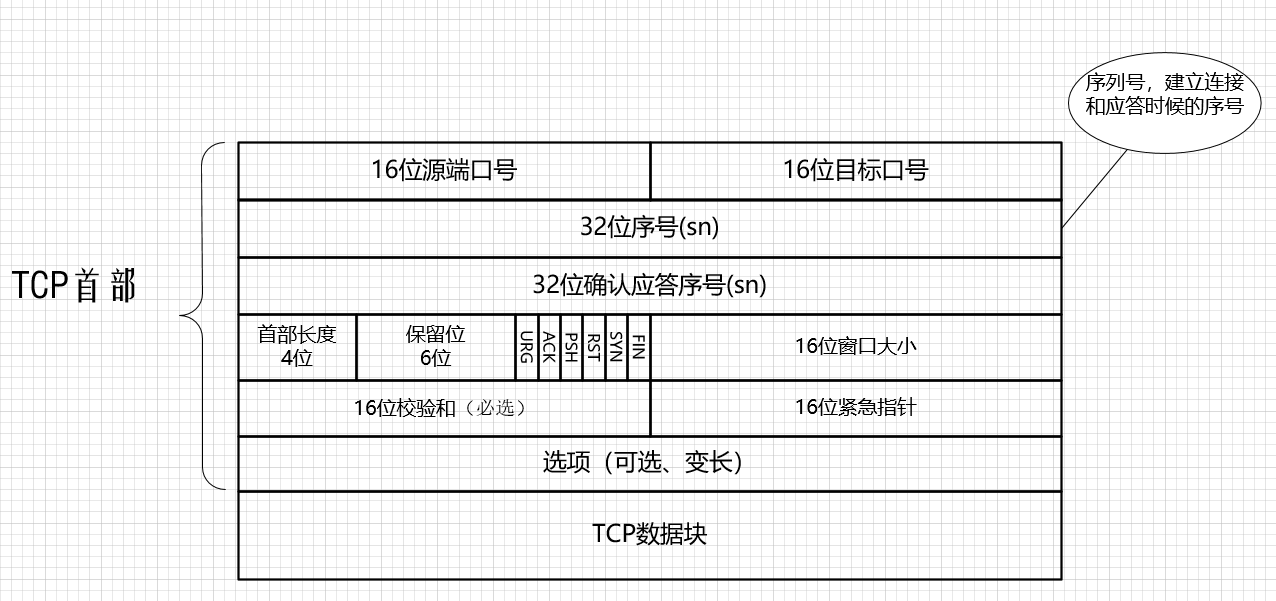 序列号，建立连接
和应答时候的序号
16位源端口号
16位目标口号
32位序号(sn)
TCP首部
32位确认应答序号(sn)
首部长度
4位
保留位
6位
URG
ACK
PSH
RST
SYN
FIN
16位窗口大小
16位校验和（必选）
16位紧急指针
选项（可选、变长）
TCP数据块